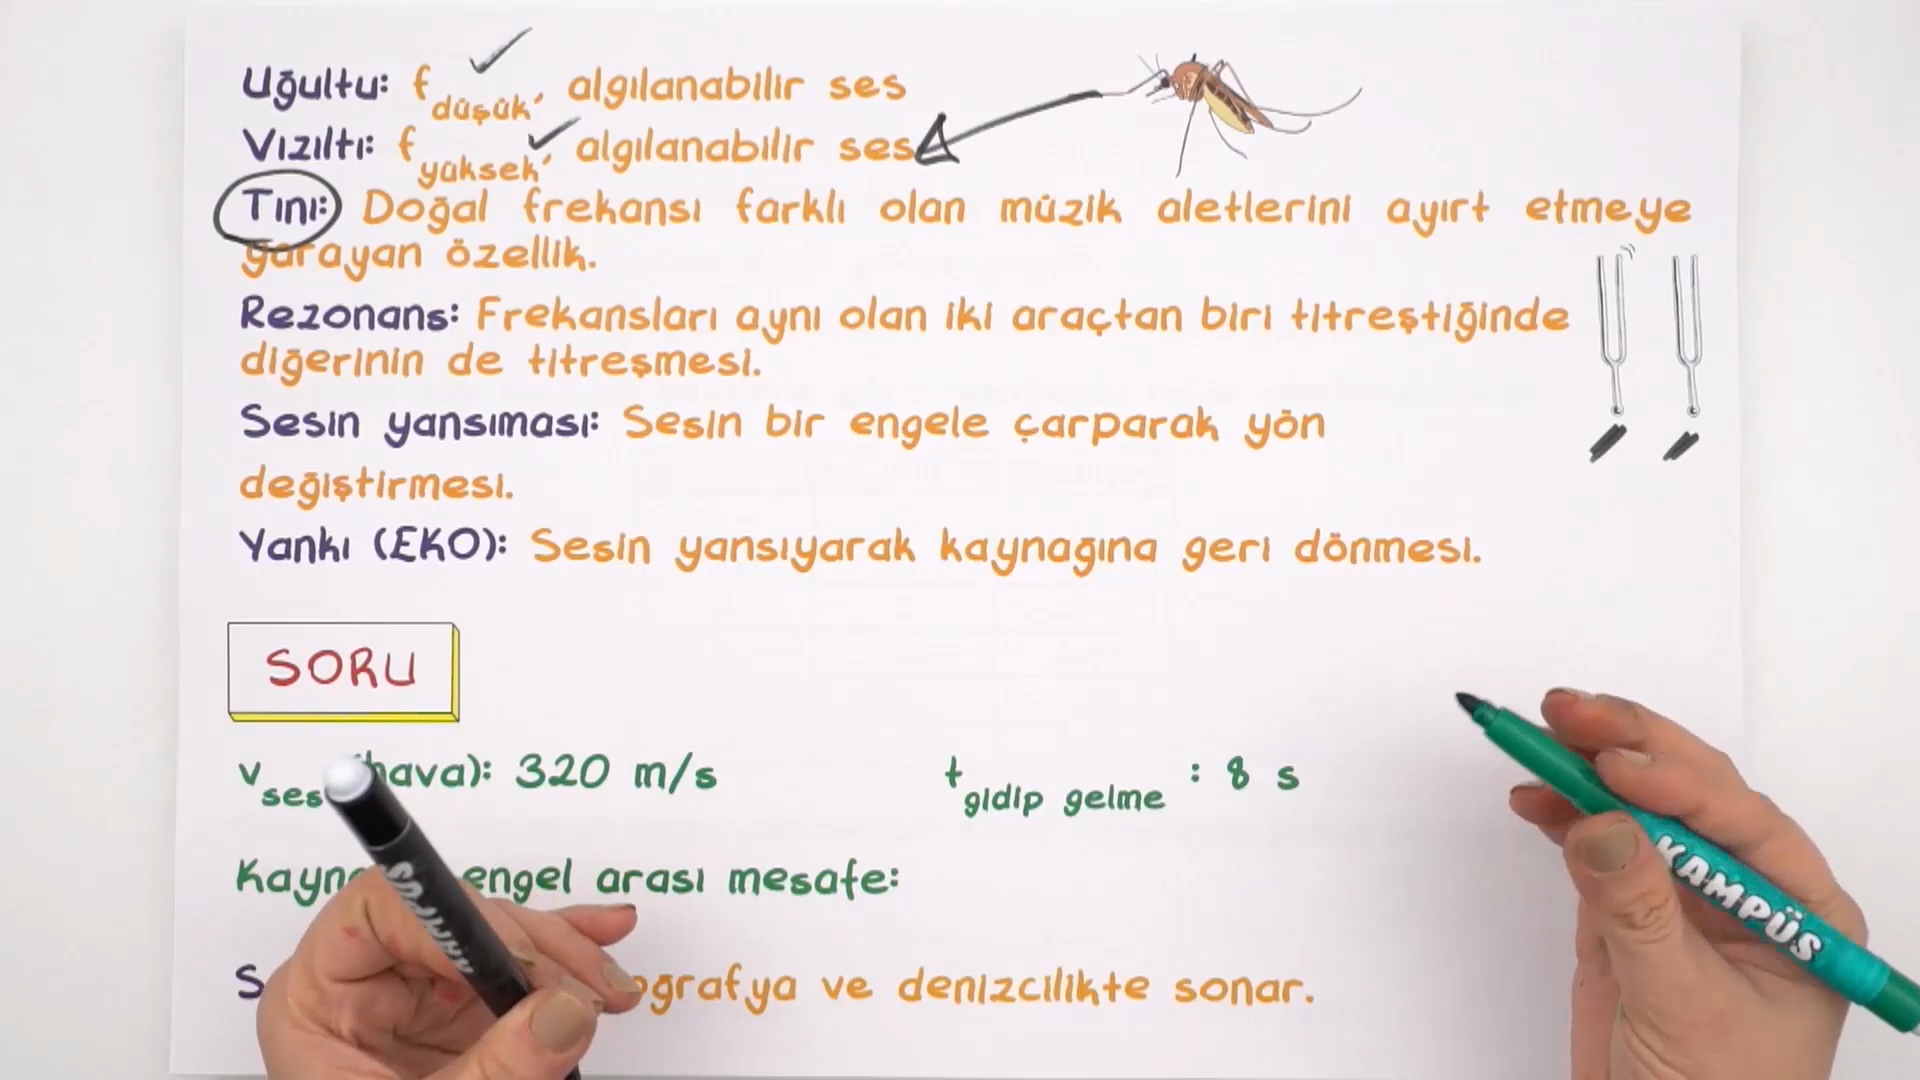 Uğultu: f düşük, algılanabilir ses
Vızıltı: f yüksek, algılanabilir ses
Tını: Doğal frekansı farklı olan müzik aletlerini ayırt etmeye
yarayan özellik.
Rezonans: Frekansları aynı olan iki araçtan biri titreştiğinde
diğerinin de titreşmesi.
Sesin yansıması: Sesin bir engele çarparak yön
değiştirmesi.
Yankı (EKO): Sesin yansıyarak kaynağına geri dönmesi.
SORU
v ses (hava): 320 m/s t gidip gelme : 8 s
engel arası mesafe:
ve denizcilikte sonar.
KAMPÜS
KAMPÜS